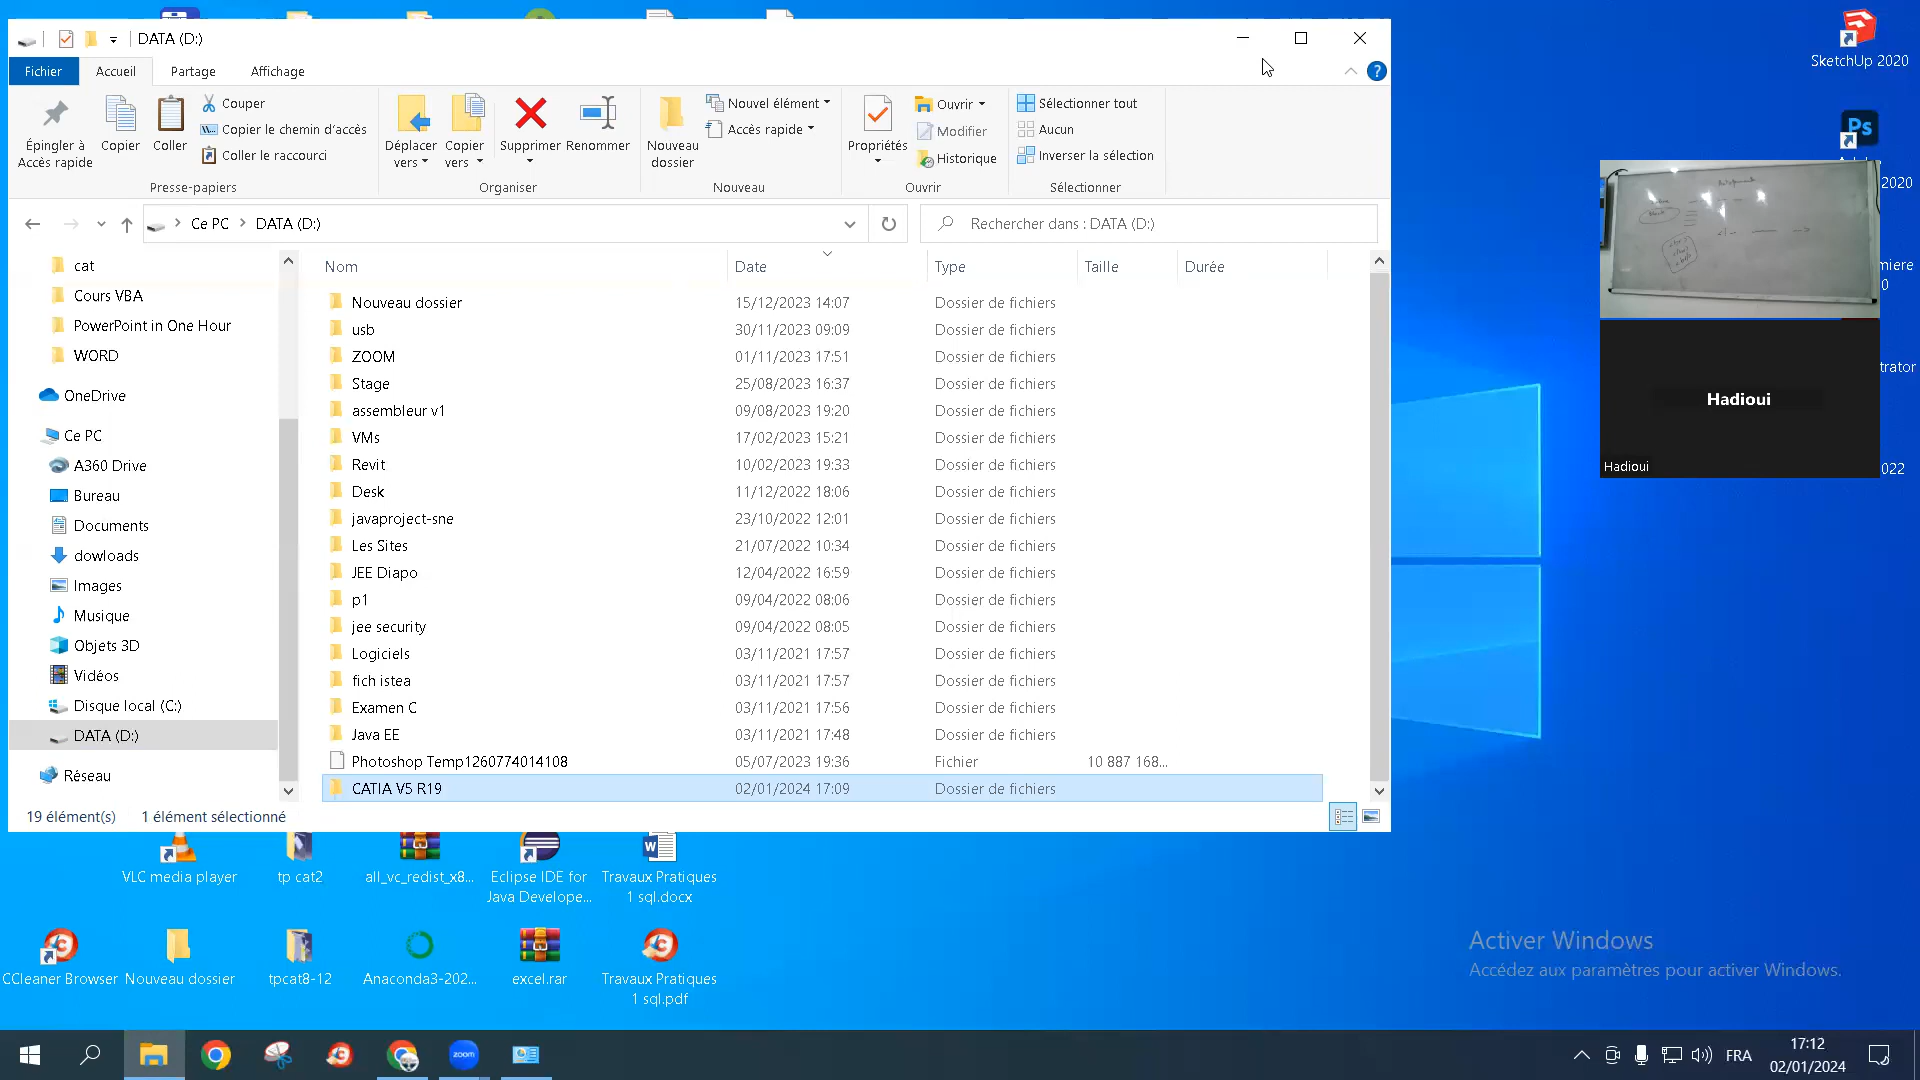 DATA (D:)
Fichier
Accueil
Partage
Affichage
Épingler à
Accès rapide
Copier
Coller
Couper
Copier le chemin d'accès
Coller le raccourci
Presse-papiers
Déplacer
vers
Copier
vers
Supprimer
Renommer
Organiser
Nouveau
dossier
Nouvel élément
Accès rapide
Nouveau
Propriétés
Ouvrir
Modifier
Historique
Ouvrir
Sélectionner tout
Aucun
Inverser la sélection
Sélectionner
Ce PC
DATA (D:)
Rechercher dans : DATA (D:)
cat
Cours VBA
PowerPoint in One Hour
WORD
OneDrive
Ce PC
A360 Drive
Bureau
Documents
dowloads
Images
Musique
Objets 3D
Vidéos
Disque local (C:)
DATA (D:)
Réseau
Nom Date Type Taille Durée
Nouveau dossier 15/12/2023 14:07 Dossier de fichiers
usb 30/11/2023 09:09 Dossier de fichiers
ZOOM 01/11/2023 17:51 Dossier de fichiers
Stage 25/08/2023 16:37 Dossier de fichiers
assembleur v1 09/08/2023 19:20 Dossier de fichiers
VMs 17/02/2023 15:21 Dossier de fichiers
Revit 10/02/2023 19:33 Dossier de fichiers
Desk 11/12/2022 18:06 Dossier de fichiers
javaproject-sne 23/10/2022 12:01 Dossier de fichiers
Les Sites 21/07/2022 10:34 Dossier de fichiers
JEE Diapo 12/04/2022 16:59 Dossier de fichiers
p1 09/04/2022 08:06 Dossier de fichiers
jee security 09/04/2022 08:05 Dossier de fichiers
Logiciels 03/11/2021 17:57 Dossier de fichiers
fich istea 03/11/2021 17:57 Dossier de fichiers
Examen C 03/11/2021 17:56 Dossier de fichiers
Java EE 03/11/2021 17:48 Dossier de fichiers
Photoshop Temp1260774014108 05/07/2023 19:36 Fichier 10 887 168...
CATIA V5 R19 02/01/2024 17:09 Dossier de fichiers
19 élément(s) 1 élément sélectionné
SketchUp 2020
Ps
2020
miere
0
trator
022
Hadioui
Hadioui
VLC media player
tp cat2
all_vc_redist_x8...
Eclipse IDE for
Java Develope...
Travaux Pratiques
1 sql.docx
CCleaner Browser
Nouveau dossier
tpcat8-12
Anaconda3-202...
excel.rar
Travaux Pratiques
1 sql.pdf
Activer Windows
Accédez aux paramètres pour activer Windows.
zoom
FRA
17:12
02/01/2024